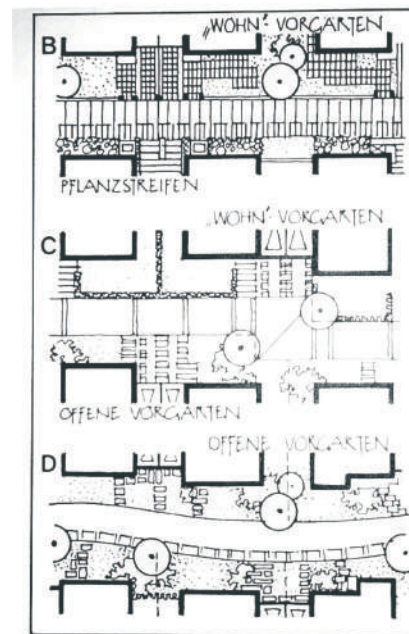 B
„WOHN“ VORGARTEN
PFLANZSTREIFEN
C
„WOHN“ VORGARTEN
OFFENE VORGARTEN
D
OFFENE VORGARTEN